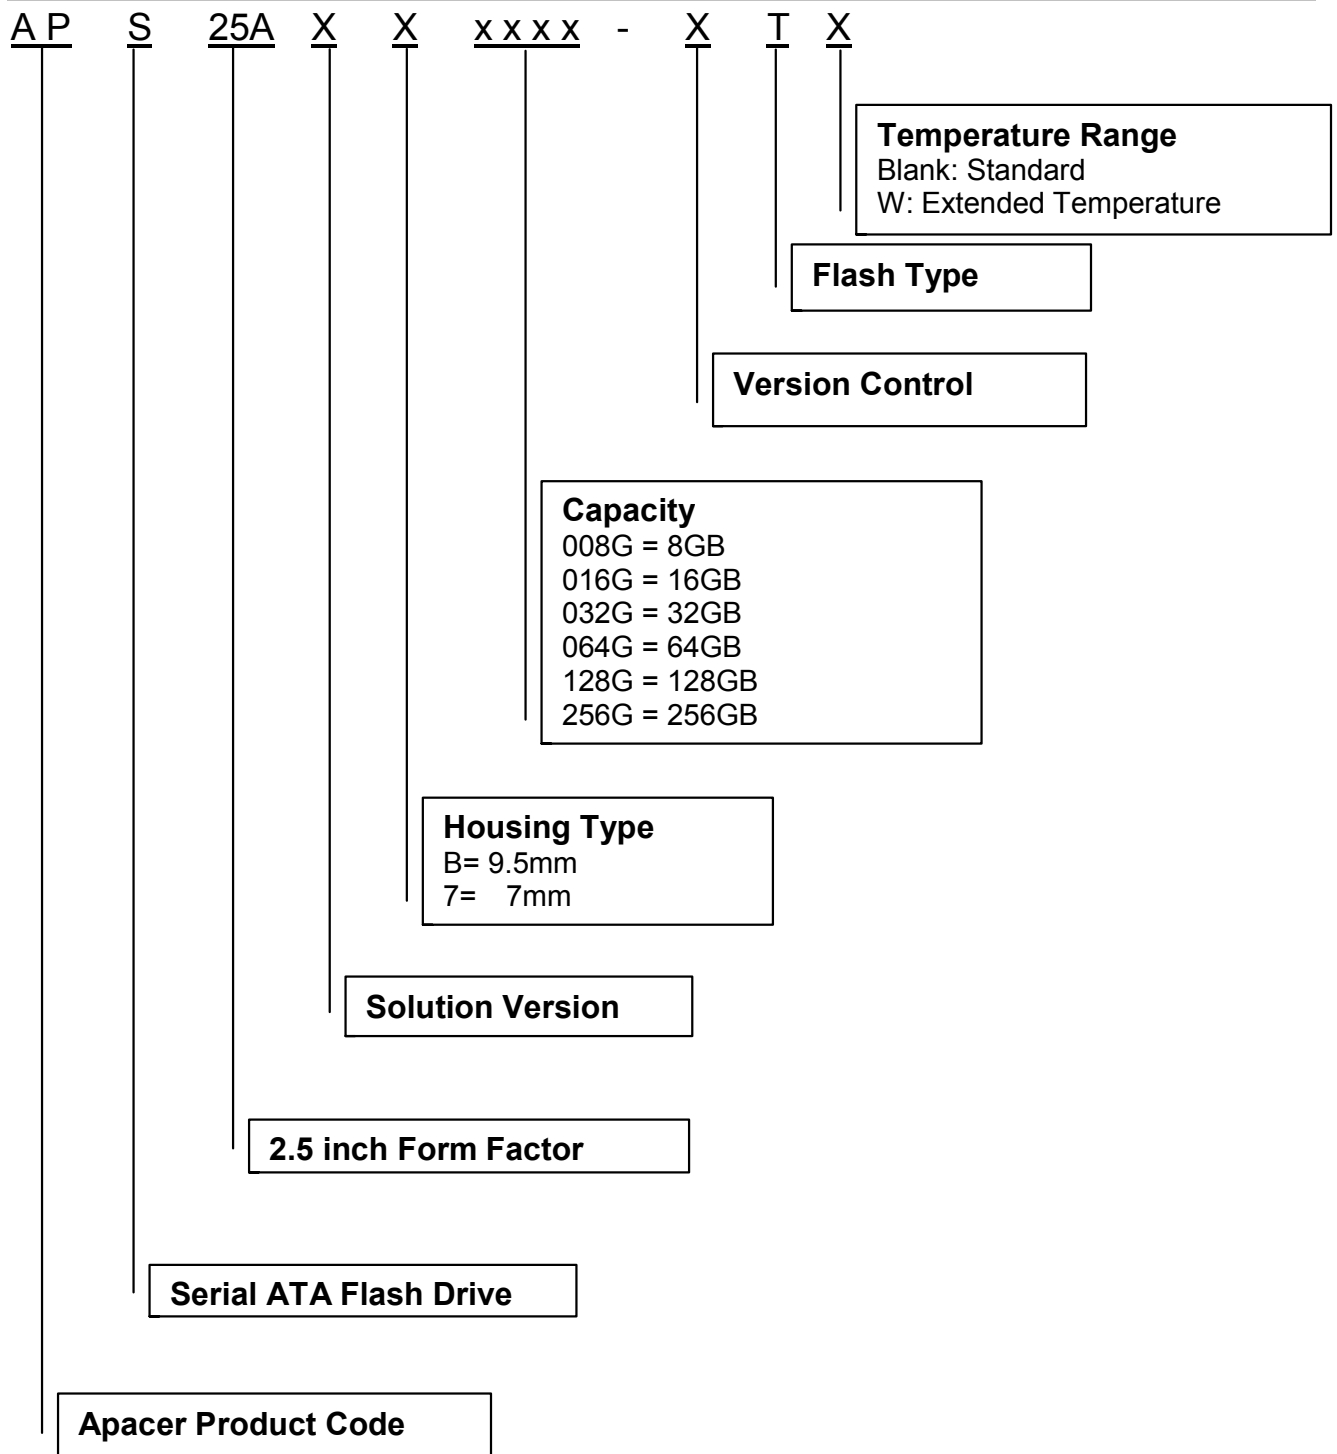 A P S 25A X X x x x x - X T X
Temperature Range
Blank: Standard
W: Extended Temperature
Flash Type
Version Control
Capacity
008G = 8GB
016G = 16GB
032G = 32GB
064G = 64GB
128G = 128GB
256G = 256GB
Housing Type
B= 9.5mm
7= 7mm
Solution Version
2.5 inch Form Factor
Serial ATA Flash Drive
Apacer Product Code